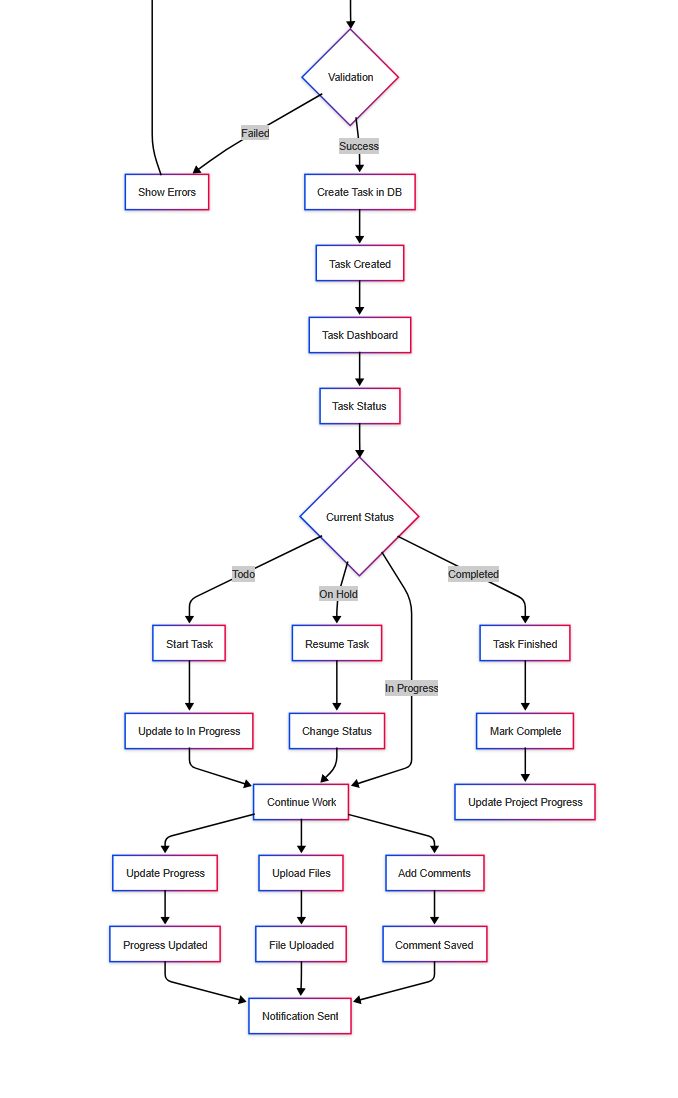 Validation
Failed
Success
Show Errors
Create Task in DB
Task Created
Task Dashboard
Task Status
Current Status
Todo
On Hold
Completed
Start Task
Resume Task
Task Finished
In Progress
Update to In Progress
Change Status
Mark Complete
Continue Work
Update Project Progress
Update Progress
Upload Files
Add Comments
Progress Updated
File Uploaded
Comment Saved
Notification Sent